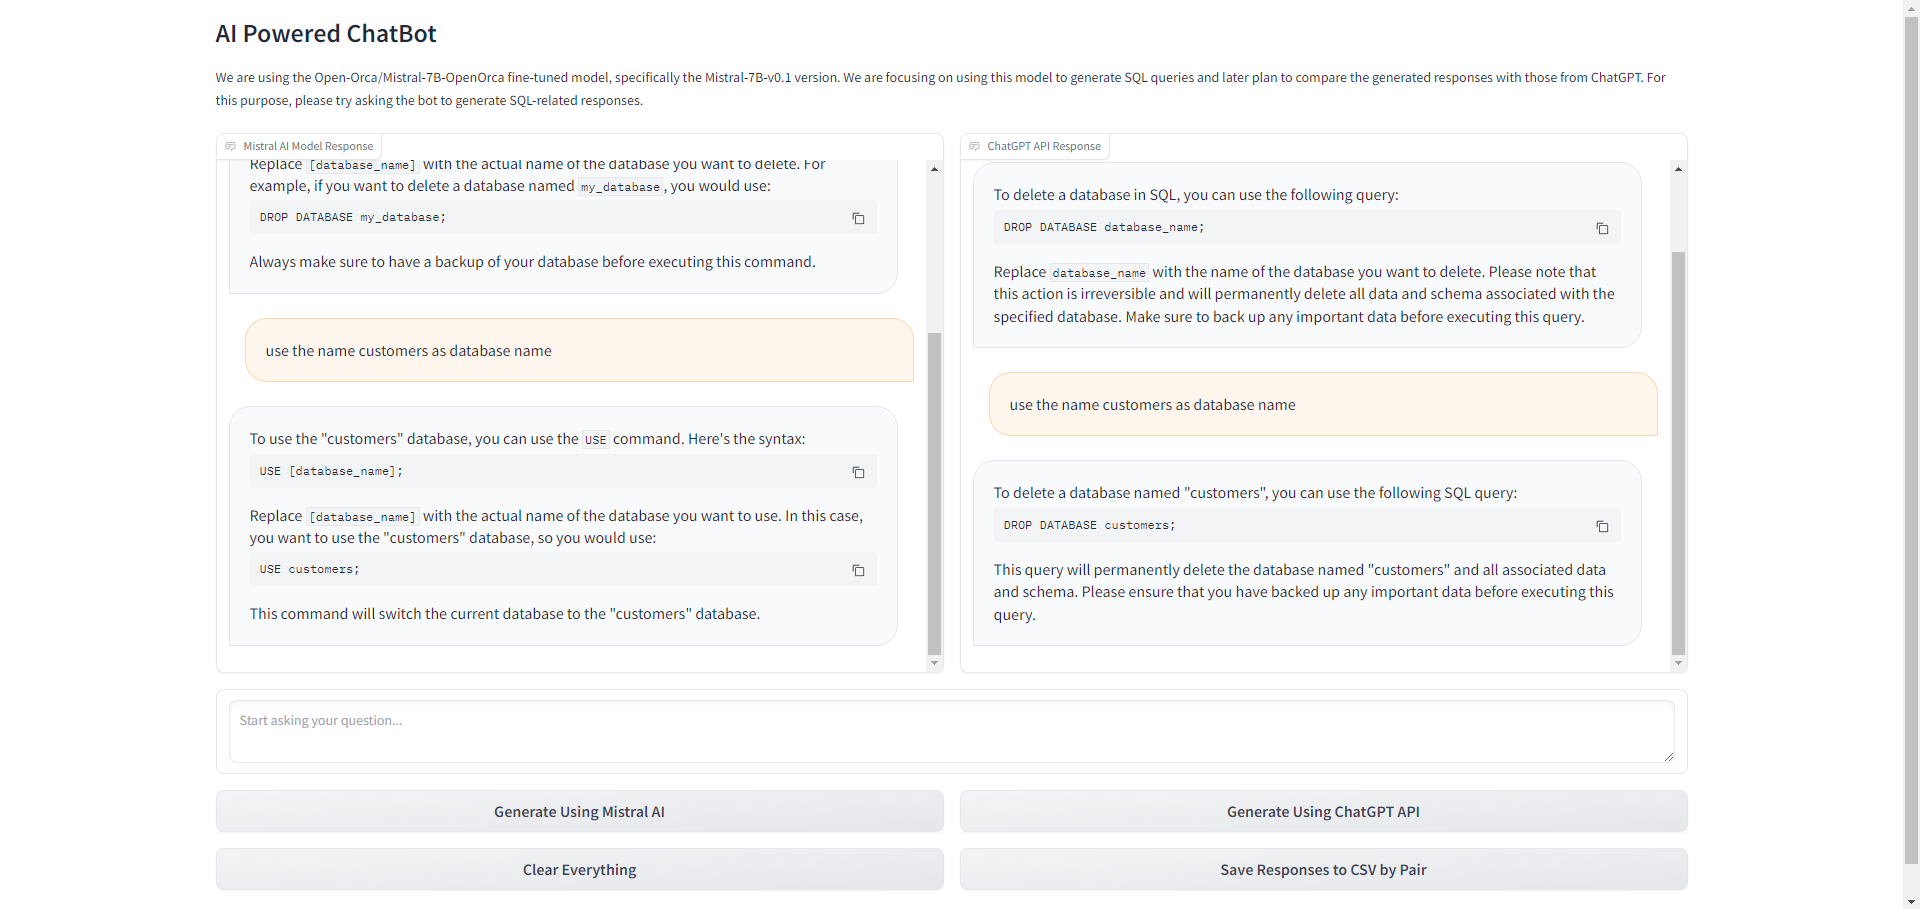 AI Powered ChatBot
We are using the Open-Orca/Mistral-7B-OpenOrca fine-tuned model, specifically the Mistral-7B-v0.1 version. We are focusing on using this model to generate SQL queries and later plan to compare the generated responses with those from ChatGPT. For
this purpose, please try asking the bot to generate SQL-related responses.
Mistral AI Model Response
Replace [database_name] with the actual name of the database you want to delete. For
example, if you want to delete a database named my_database, you would use:
DROP DATABASE my_database;
Always make sure to have a backup of your database before executing this command.
use the name customers as database name
To use the "customers" database, you can use the USE command. Here's the syntax:
USE [database_name];
Replace [database_name] with the actual name of the database you want to use. In this case,
you want to use the "customers" database, so you would use:
USE customers;
This command will switch the current database to the "customers" database.
ChatGPT API Response
To delete a database in SQL, you can use the following query:
DROP DATABASE database_name;
Replace database_name with the name of the database you want to delete. Please note that
this action is irreversible and will permanently delete all data and schema associated with the
specified database. Make sure to back up any important data before executing this query.
use the name customers as database name
To delete a database named "customers", you can use the following SQL query:
DROP DATABASE customers;
This query will permanently delete the database named "customers" and all associated data
and schema. Please ensure that you have backed up any important data before executing this
query.
Start asking your question...
Generate Using Mistral AI
Generate Using ChatGPT API
Clear Everything
Save Responses to CSV by Pair